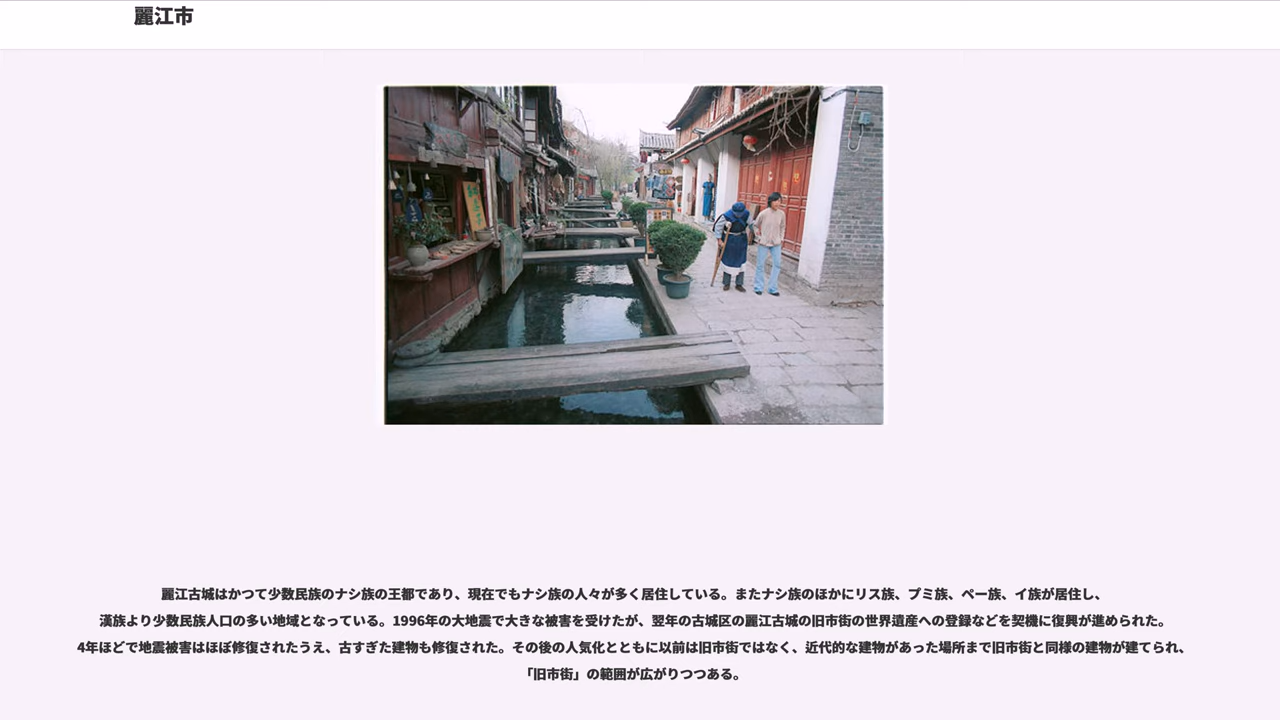 麗江市
麗江古城はかつて少数民族のナシ族の王都であり、現在でもナシ族の人々が多く居住している。またナシ族のほかにリス族、プミ族、ペー族、イ族が居住し、
漢族より少数民族人口の多い地域となっている。1996年の大地震で大きな被害を受けたが、翌年の古城区の麗江古城の旧市街の世界遺産への登録などを契機に復興が進められた。
4年ほどで地震被害はほぼ修復されたうえ、古すぎた建物も修復された。その後の人気化とともに以前は旧市街ではなく、近代的な建物があった場所まで旧市街と同様の建物が建てられ、
「旧市街」の範囲が広がりつつある。